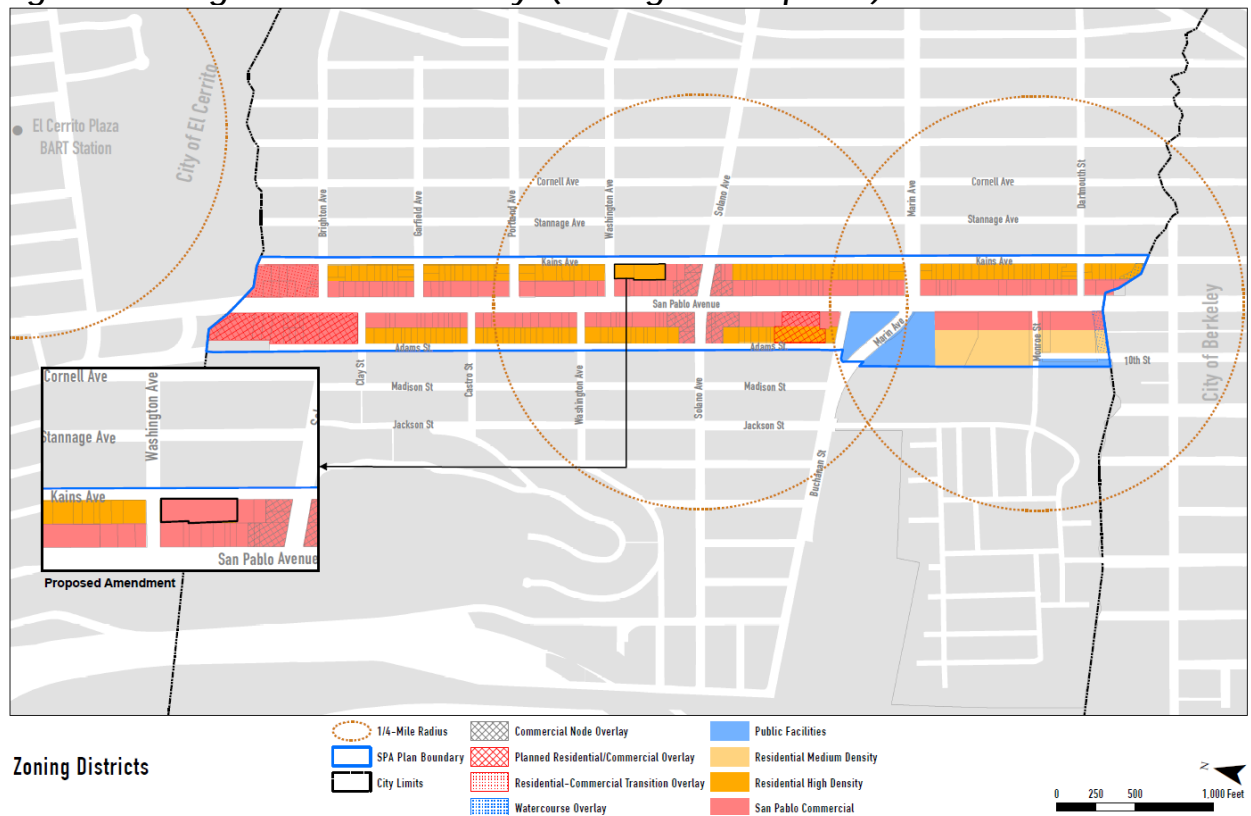 El Cerrito Plaza
BART Station
City of El Cerrito
Cornell Ave
Cornell Ave
Stannage Ave
Stannage Ave
Brighton Ave
Garfield Ave
Portland Ave
Washington Ave
Solano Ave
Marin Ave
Dartmouth St
Kains Ave
Kains Ave
San Pablo Avenue
Adams St
Adams St
Marin Ave
Monroe St
10th St
City of Berkeley
Clay St
Castro St
Washington Ave
Solano Ave
Madison St
Madison St
Jackson St
Jackson St
Buchanan St
Cornell Ave
Washington Ave
Stannage Ave
Kains Ave
San Pablo Avenue
Proposed Amendment
Zoning Districts
1/4-Mile Radius
SPA Plan Boundary
City Limits
Commercial Node Overlay
Planned Residential/Commercial Overlay
Residential-Commercial Transition Overlay
Watercourse Overlay
Public Facilities
Residential Medium Density
Residential High Density
San Pablo Commercial
N
0 250 500 1,000 Feet